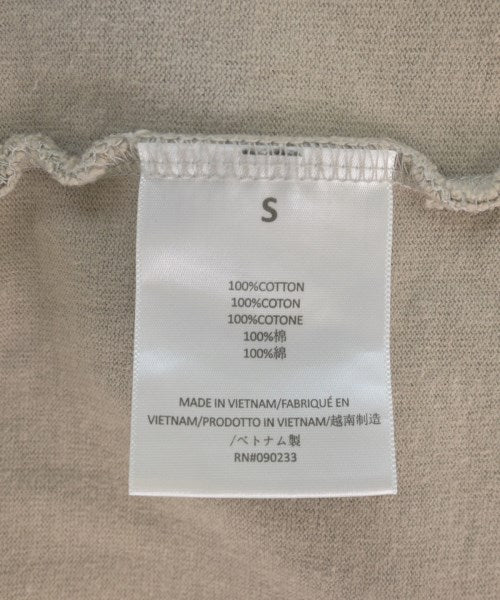 S
100%COTTON
100%COTON
100%COTONE
100%棉
100%綿
MADE IN VIETNAM/FABRIQUÉ EN
VIETNAM/PRODOTTO IN VIETNAM/越南制造
/ベトナム製
RN#090233